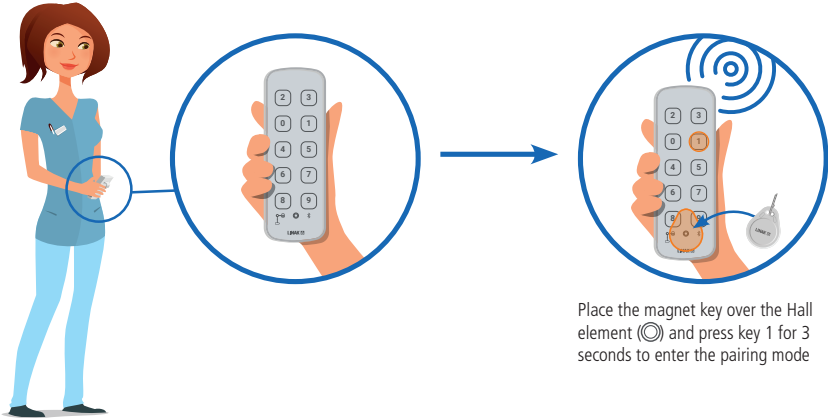 2 3
0 1
4 5
6 7
8 9
LINAK
2 3
0 1
4 5
6 7
8 9
LINAK
Place the magnet key over the Hall
element (◎) and press key 1 for 3
seconds to enter the pairing mode